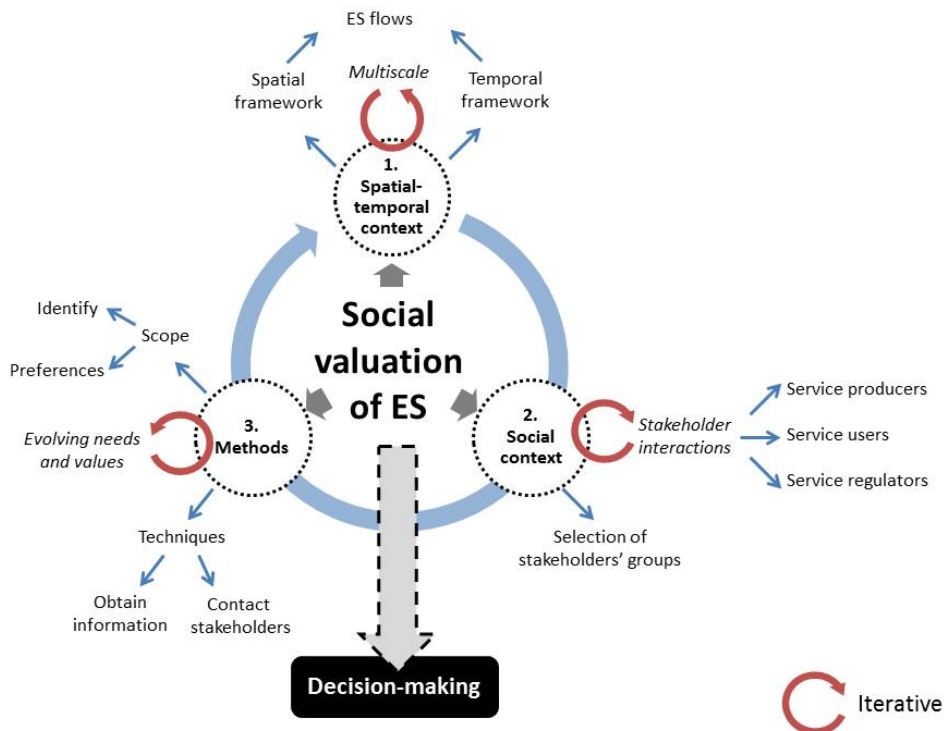 ES flows
Spatial
framework
Multiscale
Temporal
framework
1.
Spatial-
temporal
context
Social
valuation
of ES
Identify
Scope
Preferences
3.
Methods
Evolving needs
and values
Techniques
Obtain
information
Contact
stakeholders
2.
Social
context
Stakeholder
interactions
Service producers
Service users
Service regulators
Selection of
stakeholders’ groups
Decision-making
Iterative